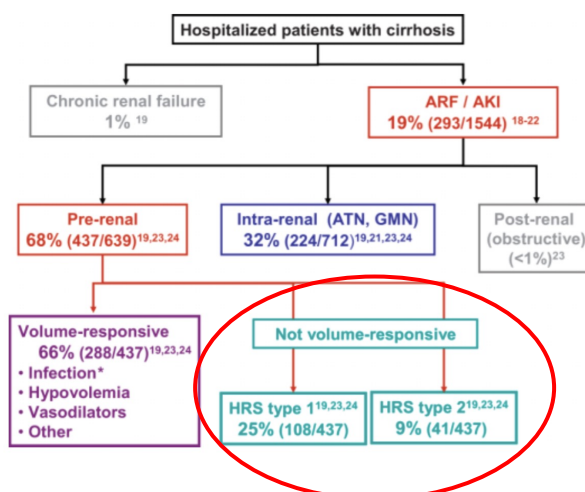 Hospitalized patients with cirrhosis
Chronic renal failure
1% 19
ARF / AKI
19% (293/1544) 18-22
Pre-renal
68% (437/639)19,23,24
Intra-renal (ATN, GMN)
32% (224/712)19,21,23,24
Post-renal
(obstructive)
(<1%)23
Volume-responsive
66% (288/437)19,23,24
• Infection*
• Hypovolemia
• Vasodilators
• Other
Not volume-responsive
HRS type 119,23,24
25% (108/437)
HRS type 219,23,24
9% (41/437)